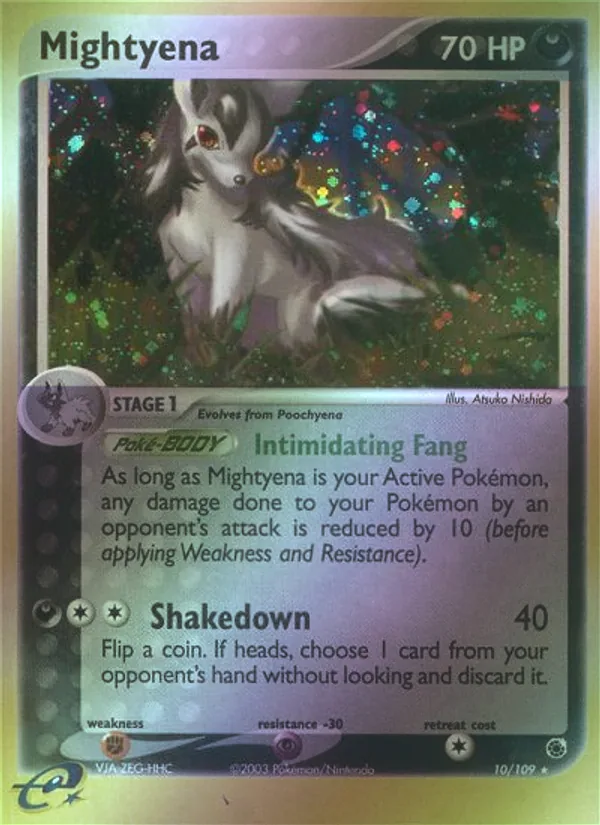 Mightyena 70 HP
STAGE 1
Illus. Atsuko Nishida
Evolves from Poochyena
Poké-BODY Intimidating Fang
As long as Mightyena is your Active Pokémon,
any damage done to your Pokémon by an
opponent's attack is reduced by 10 (before
applying Weakness and Resistance).
Shakedown 40
Flip a coin. If heads, choose 1 card from your
opponent's hand without looking and discard it.
weakness resistance -30 retreat cost
VJA-ZEG-HHC ©2003 Pokémon/Nintendo 10/109 ★